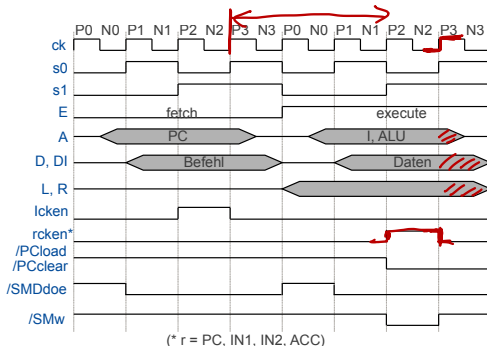 P0 N0 P1 N1 P2 N2 P3 N3 P0 N0 P1 N1 P2 N2 P3 N3
ck
s0
s1
E fetch execute
A PC I, ALU
D, DI Befehl Daten
L, R
Icken
rcken*
/PCload
/PCclear
/SMDdoe
/SMw
(* r = PC, IN1, IN2, ACC)